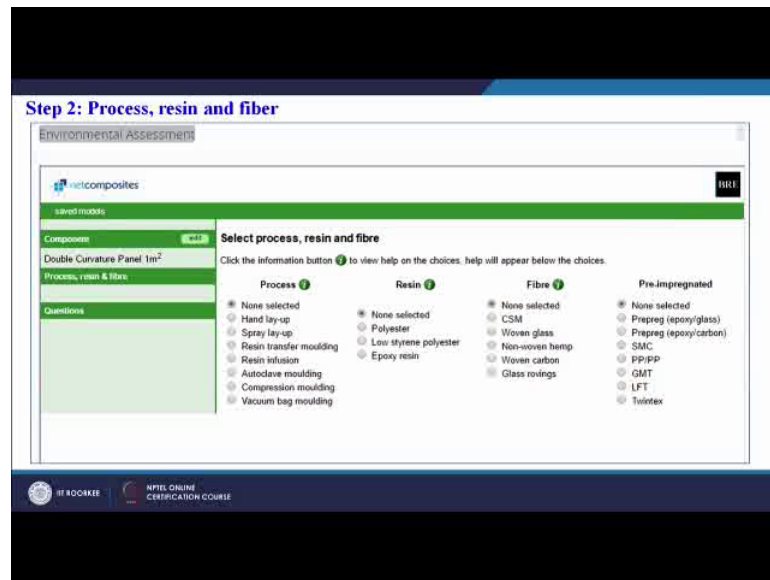 Step 2: Process, resin and fiber
Environmental Assessment
netcomposites
BRE
saved models
Component edit
Double Curvature Panel 1m²
Process, resin & fibre
Questions
Select process, resin and fibre
Click the information button i to view help on the choices, help will appear below the choices.
Process i
None selected
Hand lay-up
Spray lay-up
Resin transfer moulding
Resin infusion
Autoclave moulding
Compression moulding
Vacuum bag moulding
Resin i
None selected
Polyester
Low styrene polyester
Epoxy resin
Fibre i
None selected
CSM
Woven glass
Non-woven hemp
Woven carbon
Glass rovings
Pre-impregnated
None selected
Prepreg (epoxy/glass)
Prepreg (epoxy/carbon)
SMC
PP/PP
GMT
LFT
Twintex
IIT ROORKEE
NPTEL ONLINE
CERTIFICATION COURSE